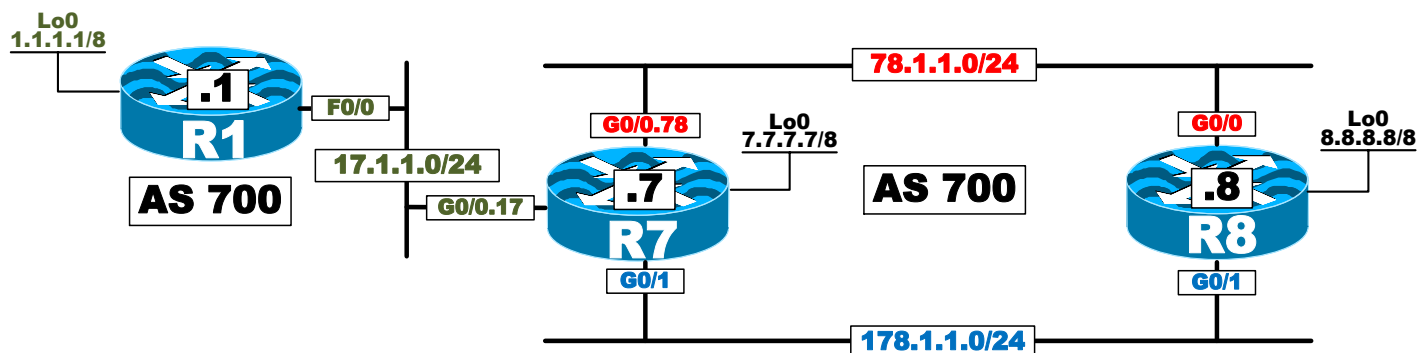 Lo0
1.1.1.1/8
.1
R1
F0/0
17.1.1.0/24
AS 700
G0/0.17
G0/0.78
78.1.1.0/24
Lo0
7.7.7.7/8
.7
R7
G0/1
AS 700
178.1.1.0/24
G0/0
Lo0
8.8.8.8/8
.8
R8
G0/1